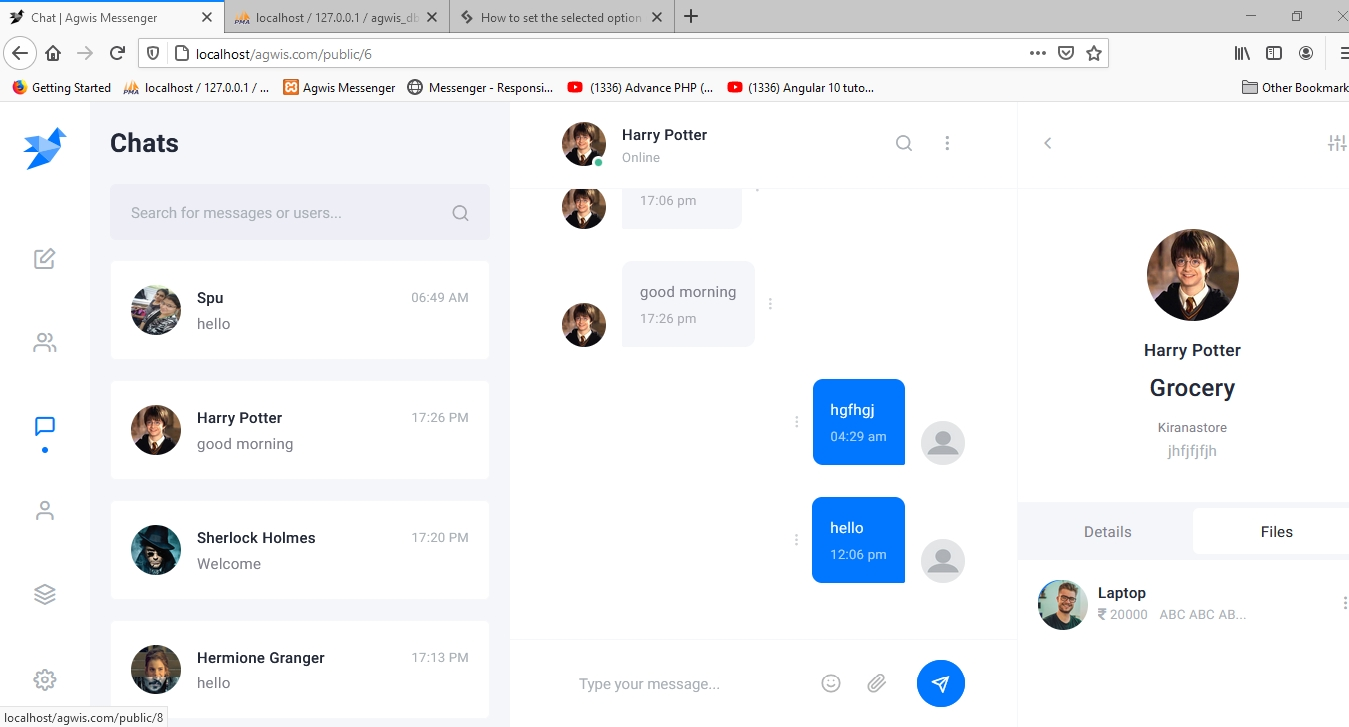 Chat | Agwis Messenger
localhost / 127.0.0.1 / agwis_db
How to set the selected option
localhost/agwis.com/public/6
Getting Started
localhost / 127.0.0.1 / ...
Agwis Messenger
Messenger - Responsi...
(1336) Advance PHP (...
(1336) Angular 10 tuto...
Other Bookmark
Chats
Search for messages or users...
Spu
06:49 AM
hello
Harry Potter
17:26 PM
good morning
Sherlock Holmes
17:20 PM
Welcome
Hermione Granger
17:13 PM
hello
localhost/agwis.com/public/8
Harry Potter
Online
17:06 pm
good morning
17:26 pm
hgfhgj
04:29 am
hello
12:06 pm
Type your message...
Harry Potter
Grocery
Kiranastore
jhfjfjfjh
Details
Files
Laptop
₹ 20000 ABC ABC AB...